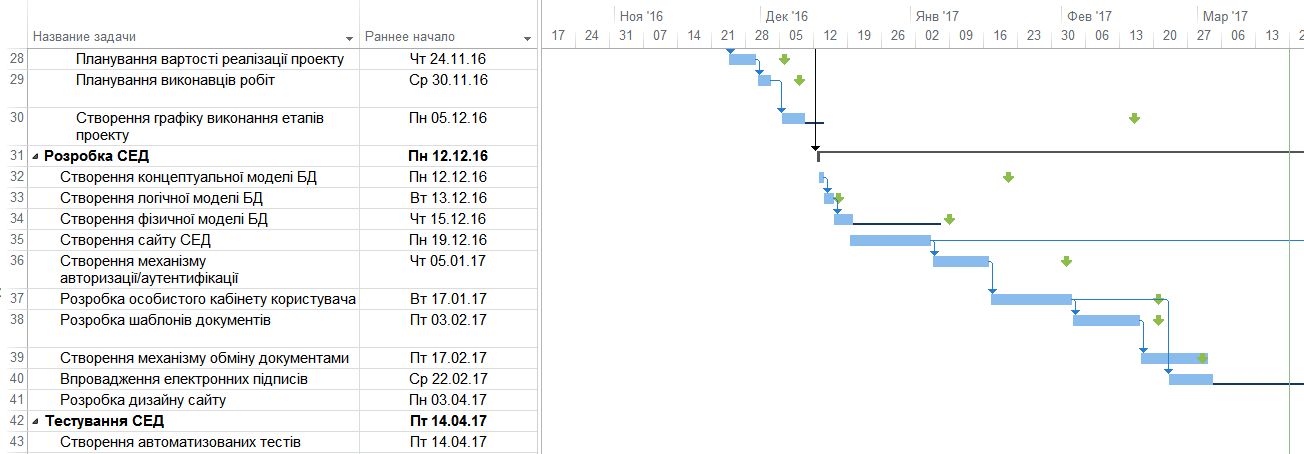 Ноя '16 Дек '16 Янв '17 Фев '17 Мар '17
Название задачи Раннее начало 17 24 31 07 14 21 28 05 12 19 26 02 09 16 23 30 06 13 20 27 06 13 2
28 Планування вартості реалізації проекту Чт 24.11.16
29 Планування виконавців робіт Ср 30.11.16
30 Створення графіку виконання етапів Пн 05.12.16
проекту
31 Розробка СЕД Пн 12.12.16
32 Створення концептуальної моделі БД Пн 12.12.16
33 Створення логічної моделі БД Вт 13.12.16
34 Створення фізичної моделі БД Чт 15.12.16
35 Створення сайту СЕД Пн 19.12.16
36 Створення механізму Чт 05.01.17
авторизації/аутентифікації
37 Розробка особистого кабінету користувача Вт 17.01.17
38 Розробка шаблонів документів Пт 03.02.17
39 Створення механізму обміну документами Пт 17.02.17
40 Впровадження електронних підписів Ср 22.02.17
41 Розробка дизайну сайту Пн 03.04.17
42 Тестування СЕД Пт 14.04.17
43 Створення автоматизованих тестів Пт 14.04.17